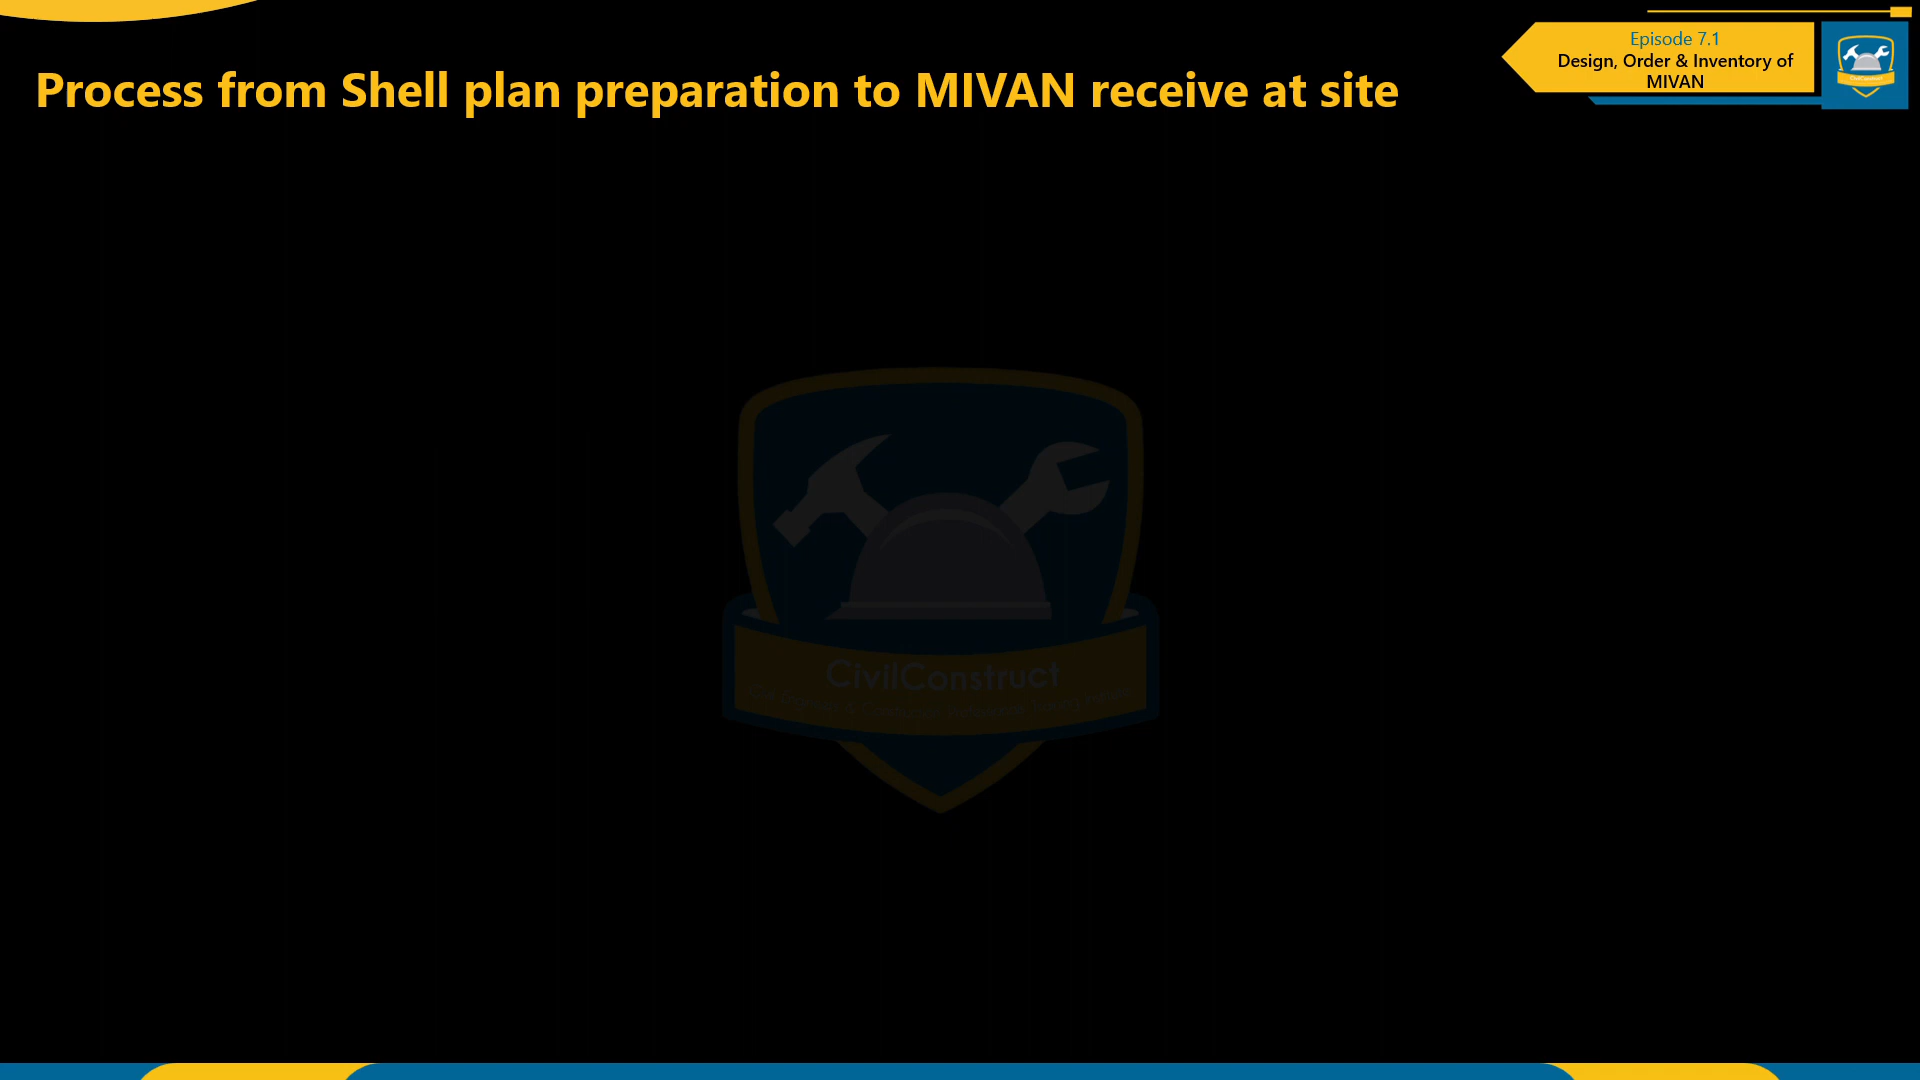 Episode 7.1
Design, Order & Inventory of
MIVAN
Process from Shell plan preparation to MIVAN receive at site
CivilConstruct